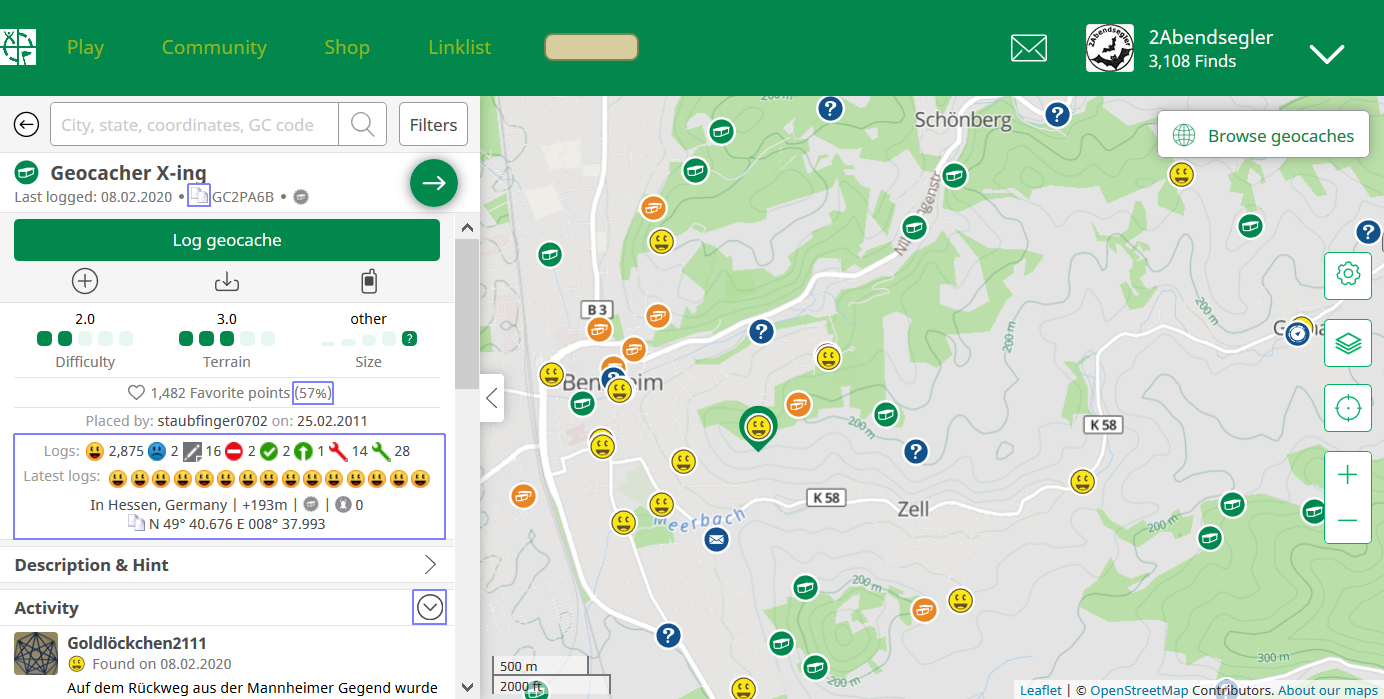 Play Community Shop Linklist
2Abendsegler
3,108 Finds
City, state, coordinates, GC code
Filters
Geocacher X-ing
Last logged: 08.02.2020 • GC2PA6B •
Log geocache
2.0 3.0 other
Difficulty Terrain Size
1,482 Favorite points (57%)
Placed by: staubfinger0702 on: 25.02.2011
Logs: 2,875 2 16 2 2 1 14 28
Latest logs:
In Hessen, Germany | +193m | | 0
N 49° 40.676 E 008° 37.993
Description & Hint
Activity
Goldlöckchen2111
Found on 08.02.2020
Auf dem Rückweg aus der Mannheimer Gegend wurde
Schönberg
Browse geocaches
B 3
200 m
200 m
K 58
200 m
K 58
Zell
Meerbach
200 m
200 m
300 m
500 m
2000 ft
Leaflet | © OpenStreetMap Contributors. About our maps